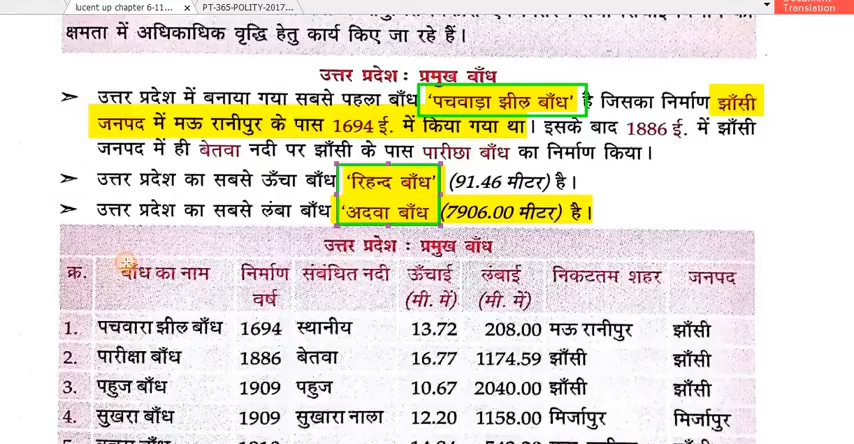 lucent up chapter 6-11... × PT-365-POLITY-2017... × Document Translation
क्षमता में अधिकाधिक वृद्धि हेतु कार्य किए जा रहे हैं।
उत्तर प्रदेश : प्रमुख बाँध
➤ उत्तर प्रदेश में बनाया गया सबसे पहला बाँध 'पचवाड़ा झील बाँध' है जिसका निर्माण झाँसी
जनपद में मऊ रानीपुर के पास 1694 ई. में किया गया था। इसके बाद 1886 ई. में झाँसी
जनपद में ही बेतवा नदी पर झाँसी के पास पारीछा बाँध का निर्माण किया।
➤ उत्तर प्रदेश का सबसे ऊँचा बाँध 'रिहन्द बाँध' (91.46 मीटर) है।
➤ उत्तर प्रदेश का सबसे लंबा बाँध 'अदवा बाँध (7906.00 मीटर) है।
उत्तर प्रदेश : प्रमुख बाँध
क्र. बाँध का नाम निर्माण वर्ष संबंधित नदी ऊँचाई (मी. में) लंबाई (मी. में) निकटतम शहर जनपद
1. पचवारा झील बाँध 1694 स्थानीय 13.72 208.00 मऊ रानीपुर झाँसी
2. पारीक्षा बाँध 1886 बेतवा 16.77 1174.59 झाँसी झाँसी
3. पहुज बाँध 1909 पहुज 10.67 2040.00 झाँसी झाँसी
4. सुखरा बाँध 1909 सुखारा नाला 12.20 1158.00 मिर्जापुर मिर्जापुर